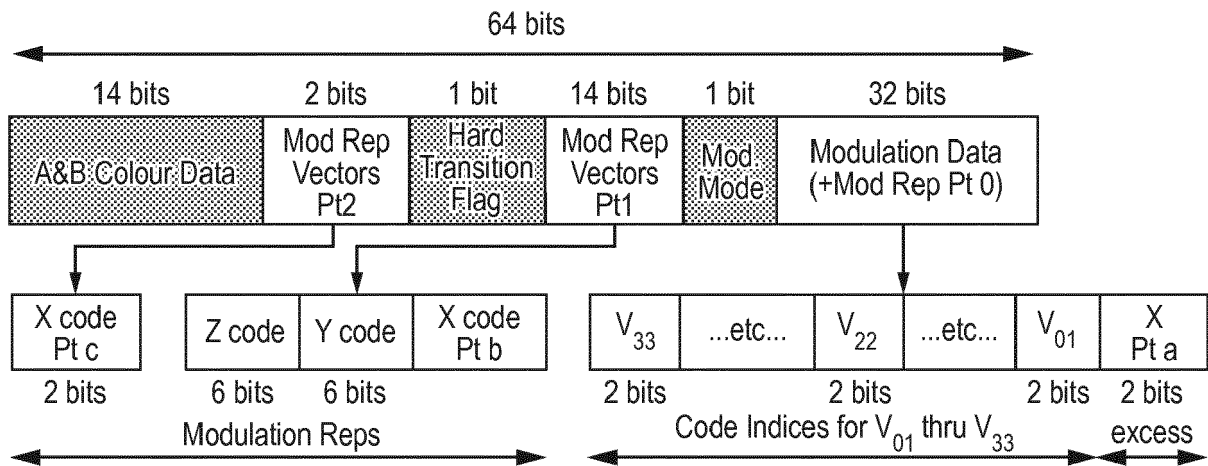 64 bits
14 bits 2 bits 1 bit 14 bits 1 bit 32 bits
A&B Colour Data
Mod Rep
Vectors
Pt2
Hard
Transition
Flag
Mod Rep
Vectors
Pt1
Mod.
Mode
Modulation Data
(+Mod Rep Pt 0)
X code
Pt c
Z code
Y code
X code
Pt b
V33
...etc...
V22
...etc...
V01
X
Pt a
2 bits 6 bits 6 bits 2 bits 2 bits 2 bits 2 bits
Modulation Reps
Code Indices for V01 thru V33
excess